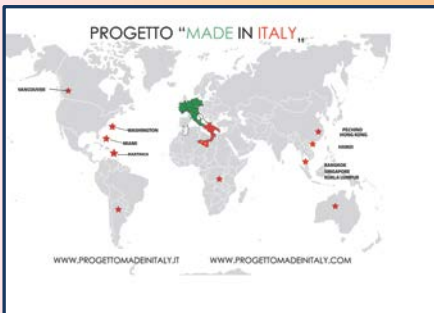 PROGETTO “MADE IN ITALY„
VANCOUVER
WASHINGTON
MIAMI
PECHINO
HONG KONG
HANOI
BANGKOK
SINGAPORE
KUALA LUMPUR
WWW.PROGETTOMADEINITALY.IT
WWW.PROGETTOMADEINITALY.COM